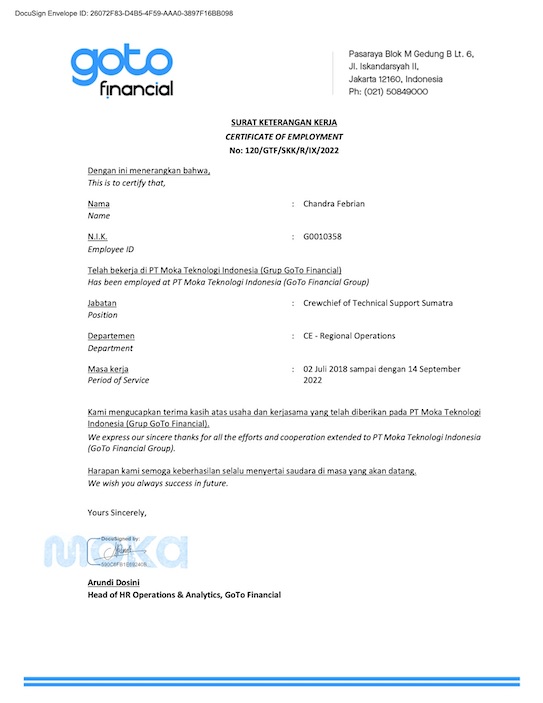 DocuSign Envelope ID: 26072F83-D4B5-4F59-AAA0-3897F16BB098
goto
financial
Pasaraya Blok M Gedung B Lt. 6,
Jl. Iskandarsyah II,
Jakarta 12160, Indonesia
Ph: (021) 50849000
SURAT KETERANGAN KERJA
CERTIFICATE OF EMPLOYMENT
No: 120/GTF/SKK/R/IX/2022
Dengan ini menerangkan bahwa,
This is to certify that,
Nama : Chandra Febrian
Name
N.I.K. : G0010358
Employee ID
Telah bekerja di PT Moka Teknologi Indonesia (Grup GoTo Financial)
Has been employed at PT Moka Teknologi Indonesia (GoTo Financial Group)
Jabatan : Crewchief of Technical Support Sumatra
Position
Departemen : CE - Regional Operations
Department
Masa kerja : 02 Juli 2018 sampai dengan 14 September
Period of Service 2022
Kami mengucapkan terima kasih atas usaha dan kerjasama yang telah diberikan pada PT Moka Teknologi
Indonesia (Grup GoTo Financial).
We express our sincere thanks for all the efforts and cooperation extended to PT Moka Teknologi Indonesia
(GoTo Financial Group).
Harapan kami semoga keberhasilan selalu menyertai saudara di masa yang akan datang.
We wish you always success in future.
Yours Sincerely,
moka
DocuSigned by
Arundi Dosini
Head of HR Operations & Analytics, GoTo Financial